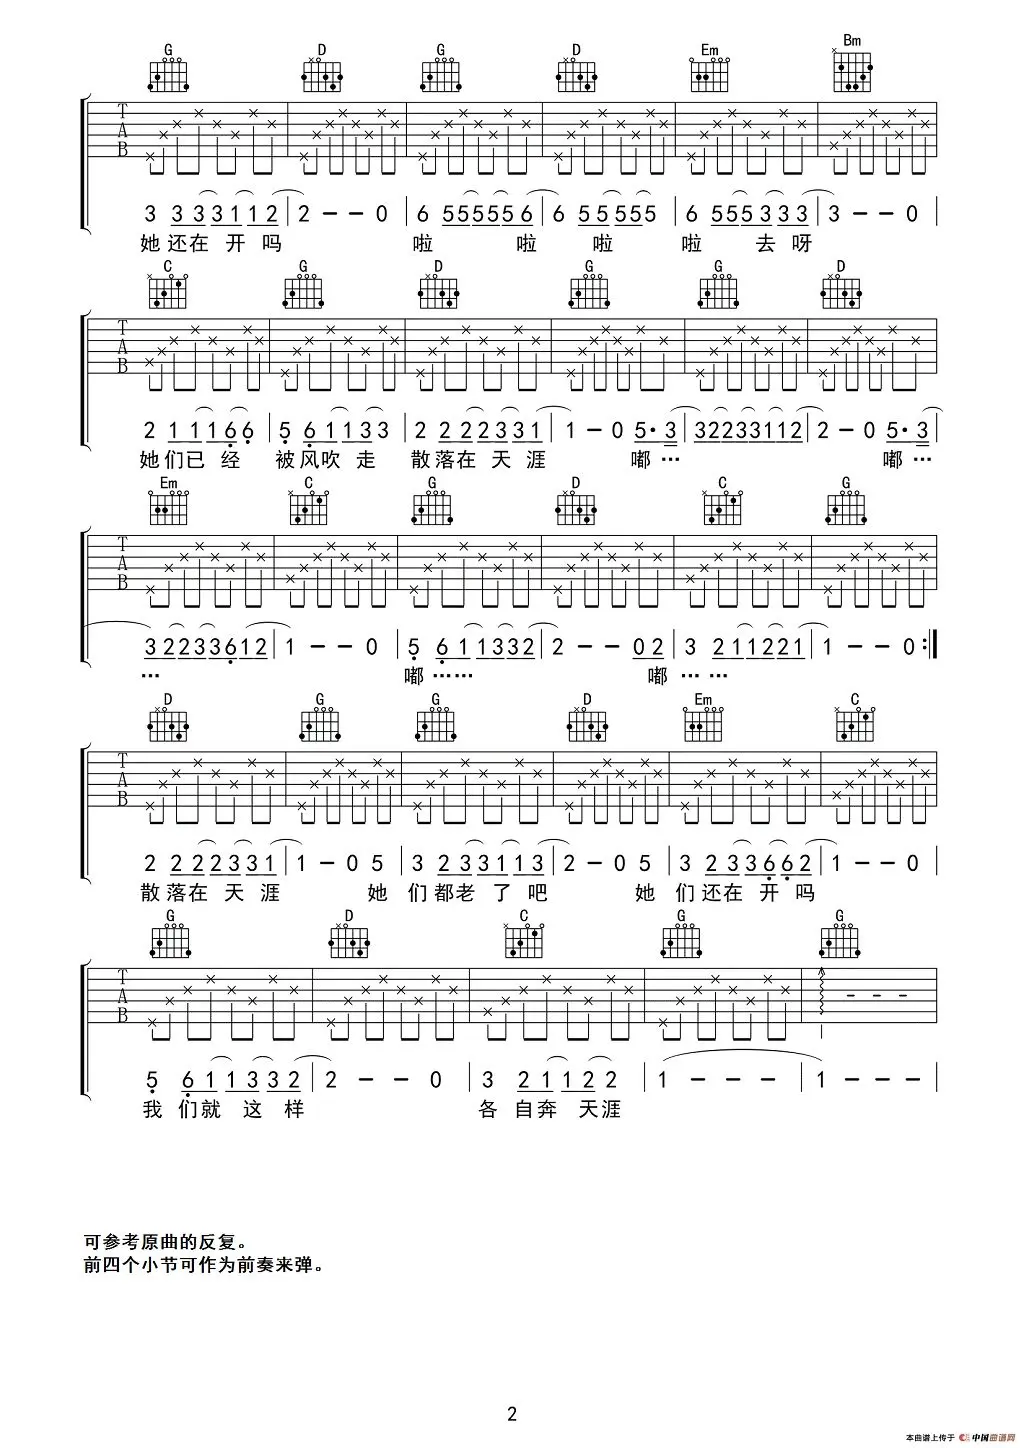 G D G D Em Bm
T A B
3 3 3 3 1 1 2 | 2 - - 0 | 6 5 5 5 5 5 6 | 6 5 5 5 5 5 | 6 5 5 5 3 3 3 | 3 - - 0 |
她 还在 开吗 啦 啦 啦 啦 去 呀
C G D G G D
T A B
2 1 1 1 6 6 | 5 6 1 1 3 3 | 2 2 2 2 3 3 1 | 1 - 0 5· 3 | 3 2 2 3 3 1 1 2 | 2 - 0 5· 3 |
她们已 经 被风吹 走 散落在 天 涯 嘟… 嘟…
Em C G D C G
T A B
3 2 2 3 3 6 1 2 | 1 - - 0 | 5 6 1 1 3 3 2 | 2 - - 0 2 | 3 2 1 1 2 2 1 | 1 - - 0 :|
… 嘟…… 嘟……
D G G D Em C
T A B
2 2 2 2 3 3 1 | 1 - 0 5 | 3 2 3 3 1 1 3 | 2 - 0 5 | 3 2 3 3 6 6 2 | 1 - - 0 |
散落在 天 涯 她 们都老 了 吧 她 们还在 开吗
G D C G G
T A B
5 6 1 1 3 3 2 | 2 - - 0 | 3 2 1 1 2 2 | 1 - - - | 1 - - - |
我 们就 这 样 各 自奔 天涯
可参考原曲的反复。
前四个小节可作为前奏来弹。
2
本曲谱上传于 中国曲谱网